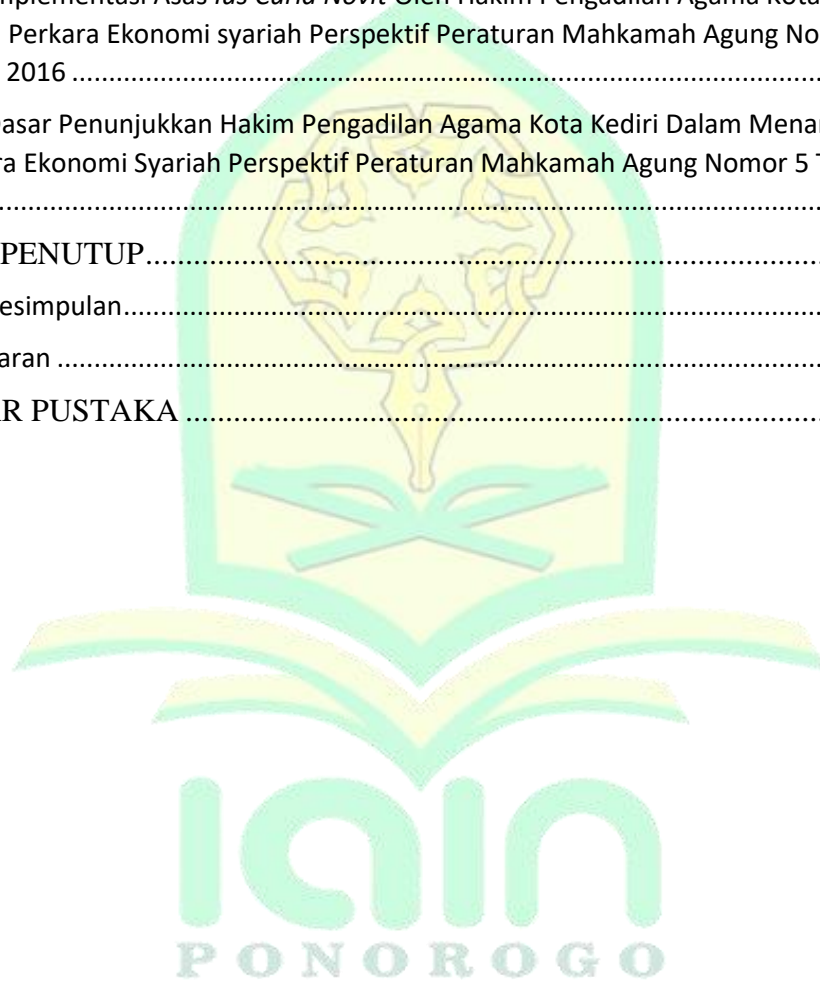 mplementasi Asas Ius Curia Novit Oleh Hakim Pengadilan Agama Kota
Perkara Ekonomi syariah Perspektif Peraturan Mahkamah Agung No
2016 ..........................................................................................
asar Penunjukkan Hakim Pengadilan Agama Kota Kediri Dalam Mena
ra Ekonomi Syariah Perspektif Peraturan Mahkamah Agung Nomor 5 T
..........................................................................................
PENUTUP..........................................................................................
esimpulan..........................................................................................
aran ..........................................................................................
R PUSTAKA ..........................................................................................
IAIN
PONOROGO